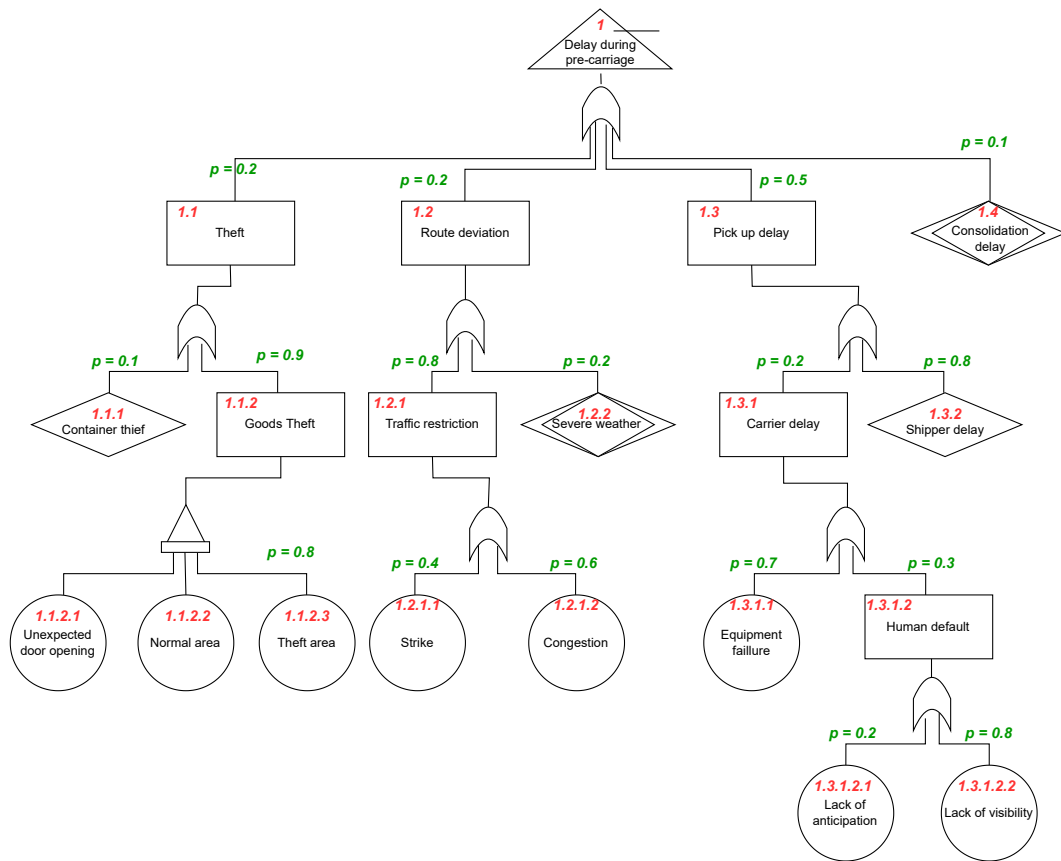 1
Delay during
pre-carriage
p = 0.2
p = 0.2
p = 0.5
p = 0.1
1.1
Theft
1.2
Route deviation
1.3
Pick up delay
1.4
Consolidation
delay
p = 0.1
p = 0.9
p = 0.8
p = 0.2
p = 0.2
p = 0.8
1.1.1
Container thief
1.1.2
Goods Theft
1.2.1
Traffic restriction
1.2.2
Severe weather
1.3.1
Carrier delay
1.3.2
Shipper delay
p = 0.8
p = 0.4
p = 0.6
p = 0.7
p = 0.3
1.1.2.1
Unexpected
door opening
1.1.2.2
Normal area
1.1.2.3
Theft area
1.2.1.1
Strike
1.2.1.2
Congestion
1.3.1.1
Equipment
faillure
1.3.1.2
Human default
p = 0.2
p = 0.8
1.3.1.2.1
Lack of
anticipation
1.3.1.2.2
Lack of visibility